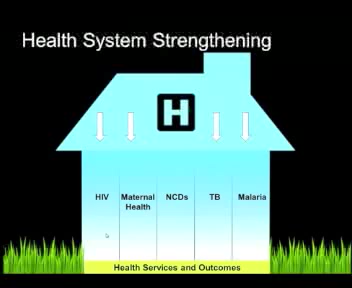 Health System Strengthening
H
HIV
Maternal
Health
NCDs
TB
Malaria
Health Services and Outcomes